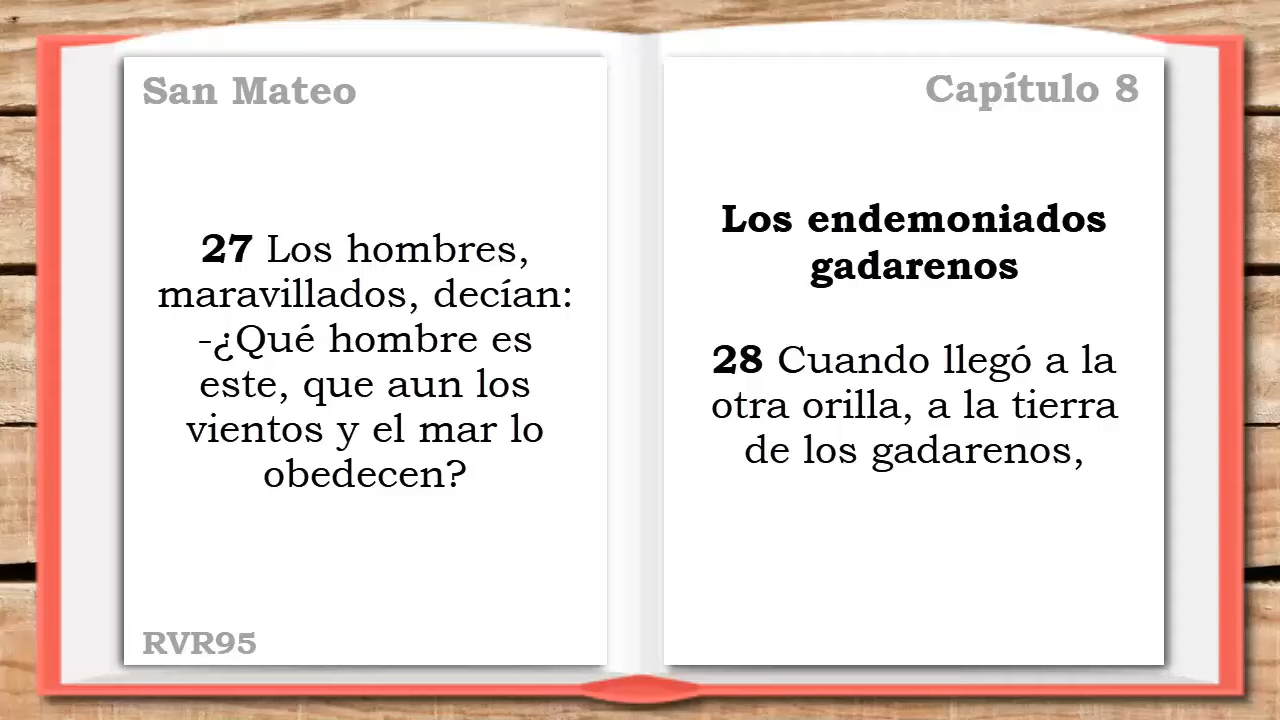 San Mateo
27 Los hombres,
maravillados, decían:
-¿Qué hombre es
este, que aun los
vientos y el mar lo
obedecen?
RVR95
Capítulo 8
Los endemoniados
gadarenos
28 Cuando llegó a la
otra orilla, a la tierra
de los gadarenos,